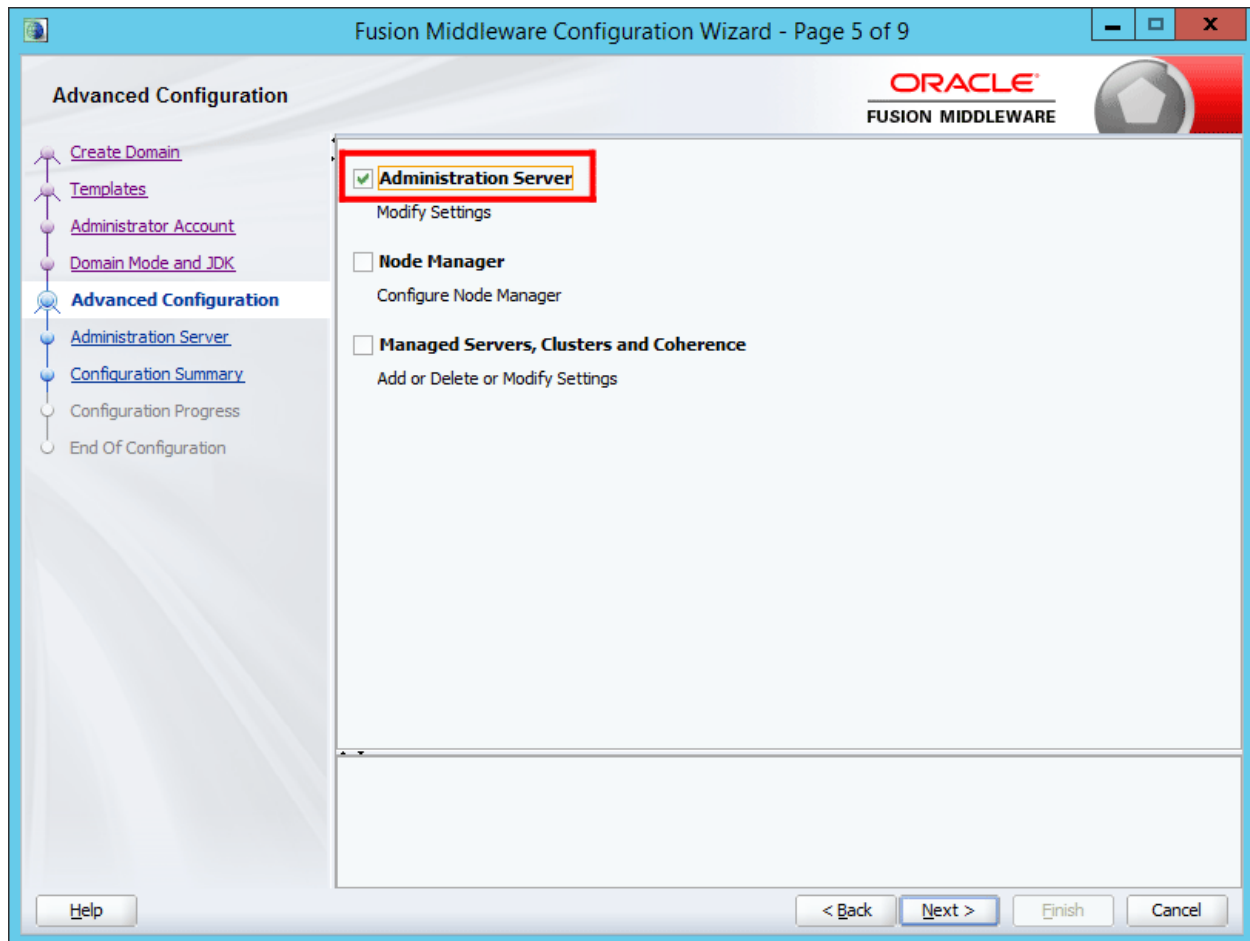 Fusion Middleware Configuration Wizard - Page 5 of 9
X
Advanced Configuration
ORACLE
FUSION MIDDLEWARE
Create Domain
Templates
Administrator Account
Domain Mode and JDK
Advanced Configuration
Administration Server
Configuration Summary
Configuration Progress
End Of Configuration
Administration Server
Modify Settings
Node Manager
Configure Node Manager
Managed Servers, Clusters and Coherence
Add or Delete or Modify Settings
Help
< Back
Next >
Finish
Cancel